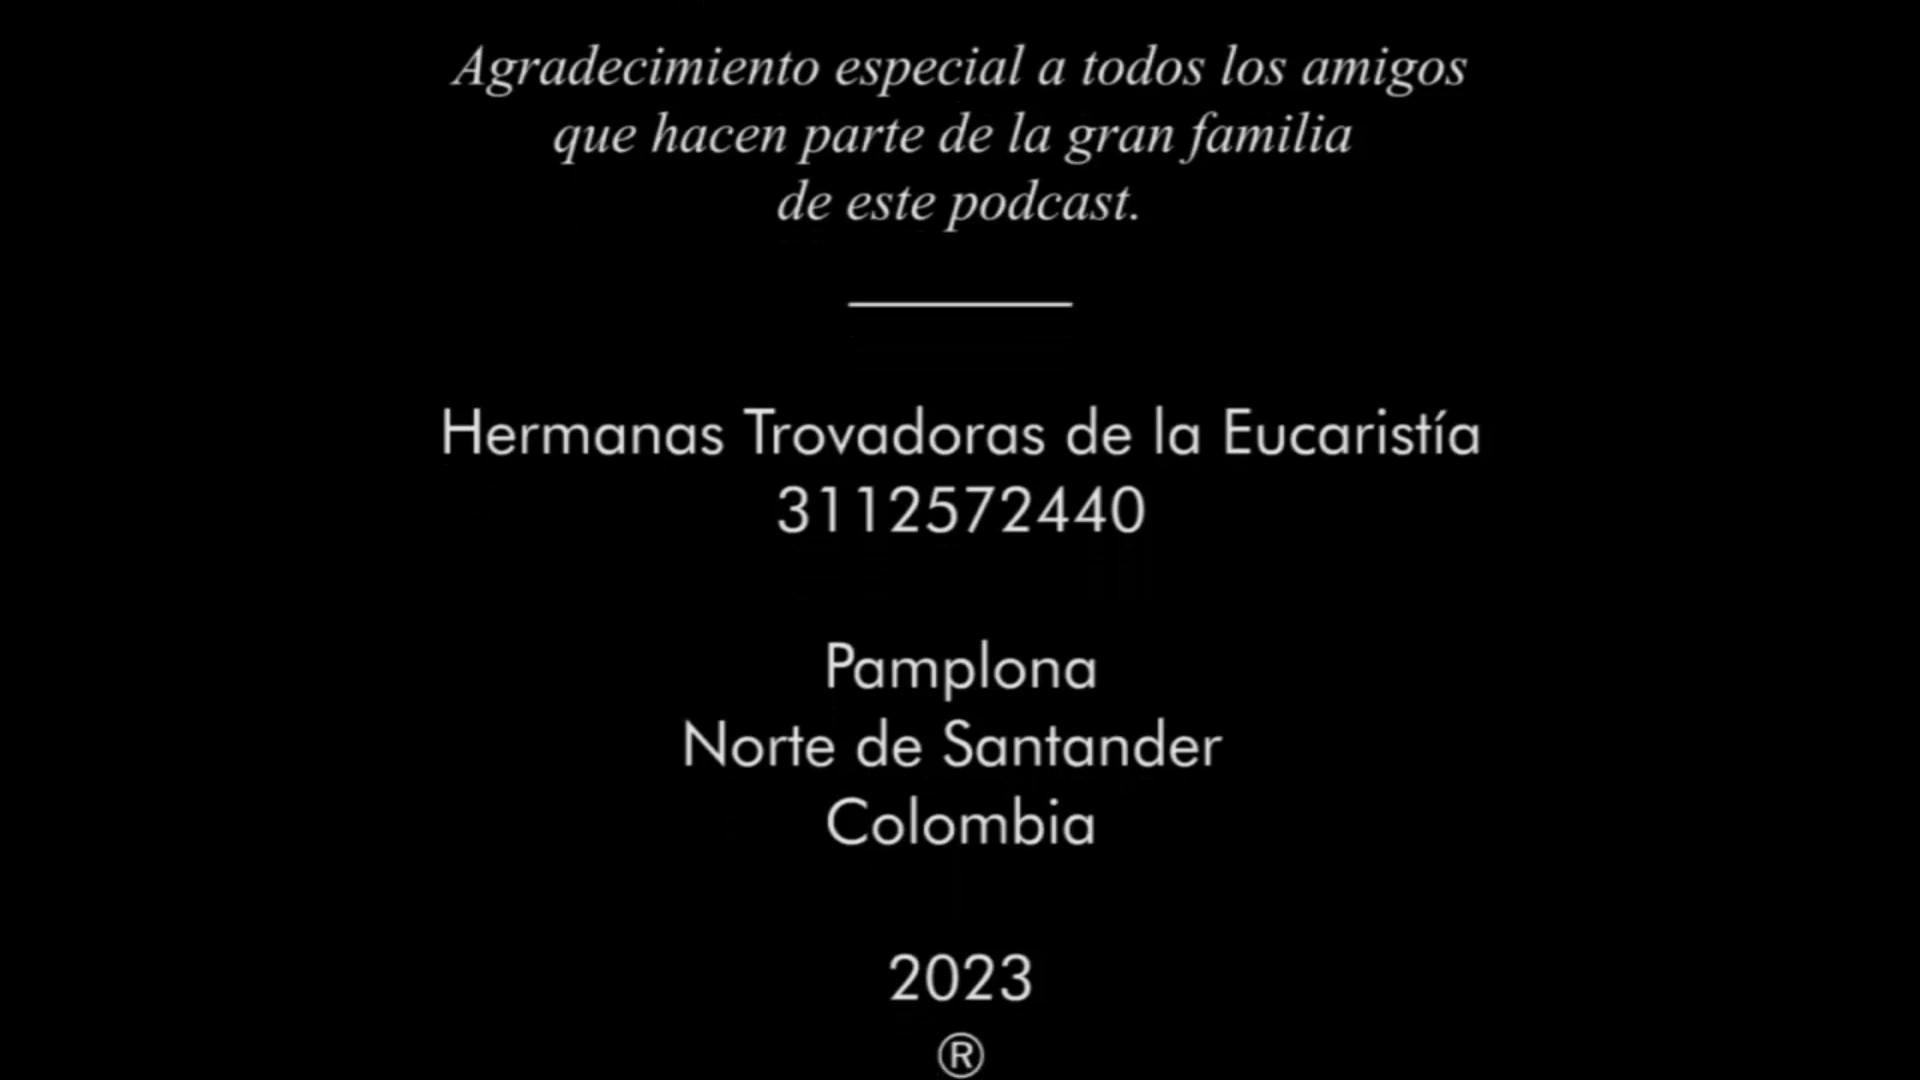 Agradecimiento especial a todos los amigos
que hacen parte de la gran familia
de este podcast.
Hermanas Trovadoras de la Eucaristía
3112572440
Pamplona
Norte de Santander
Colombia
2023
®